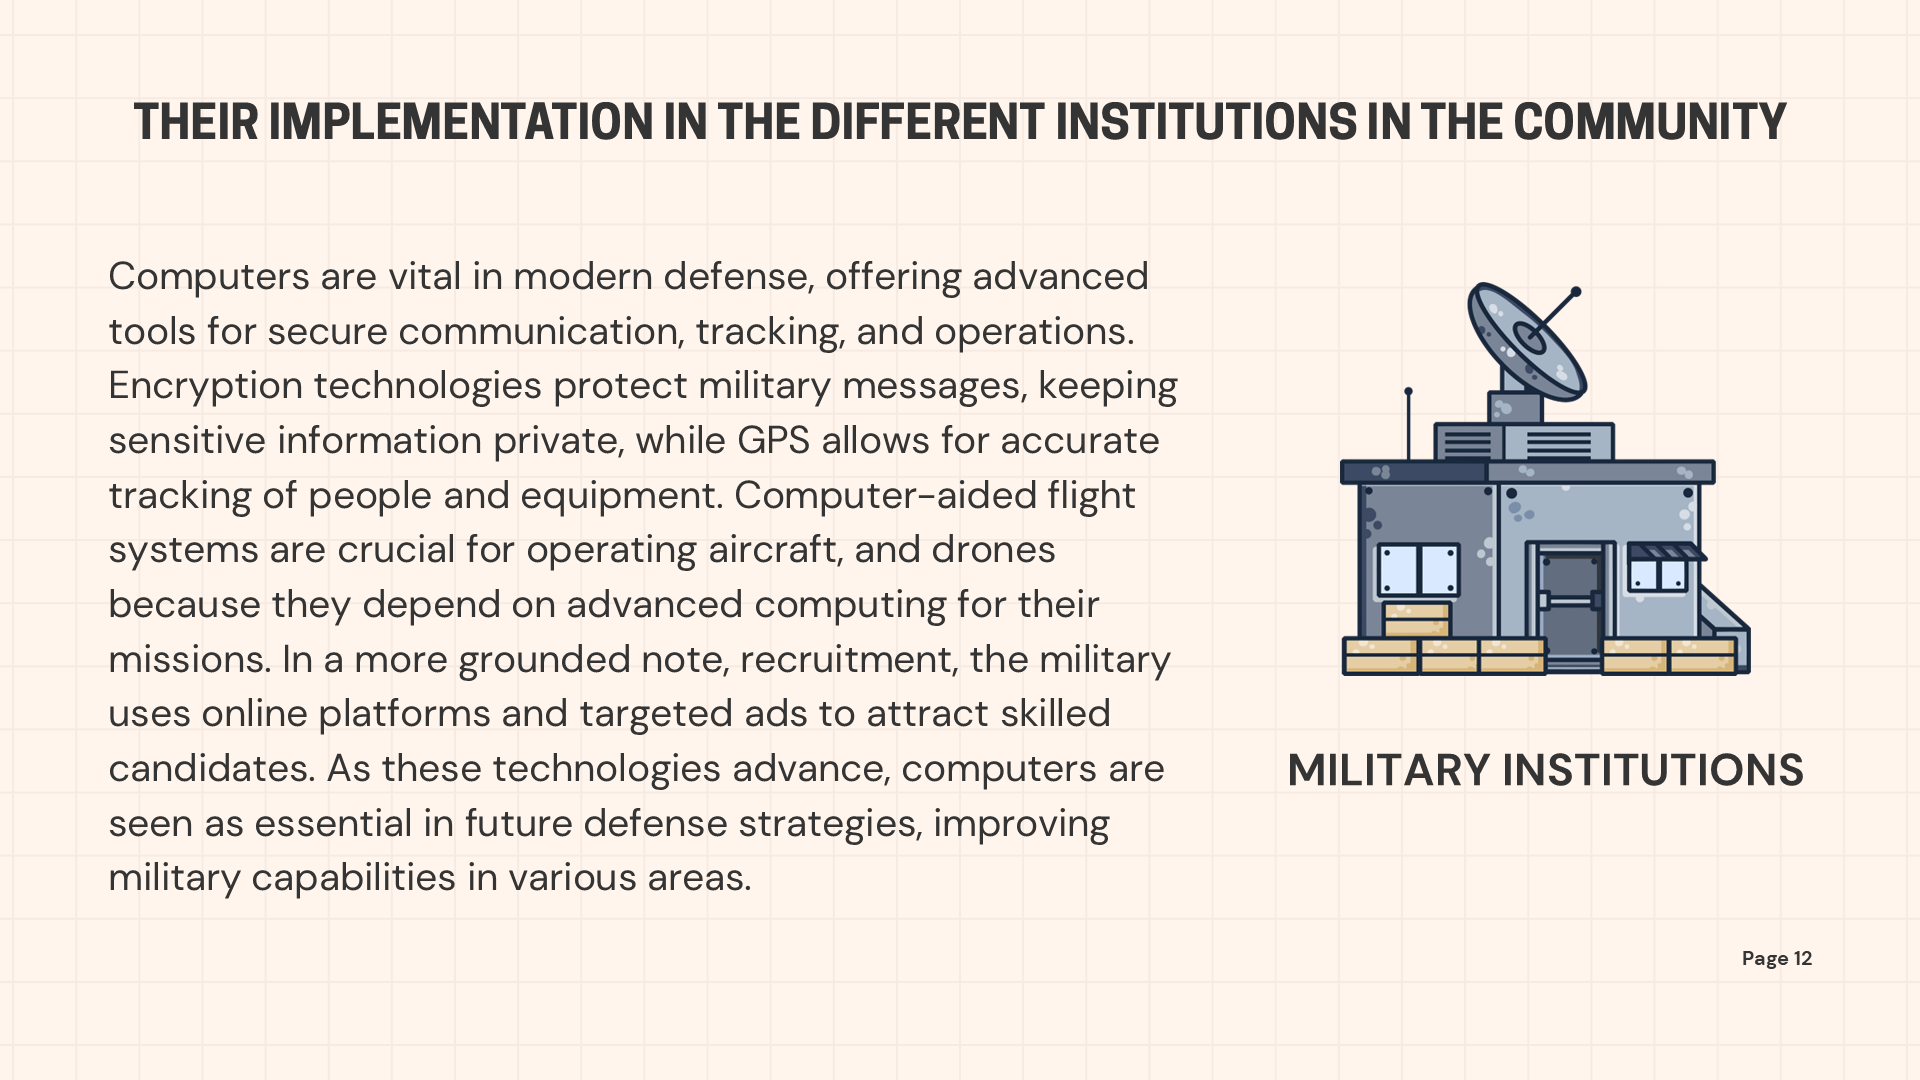 THEIR IMPLEMENTATION IN THE DIFFERENT INSTITUTIONS IN THE COMMUNITY
Computers are vital in modern defense, offering advanced
tools for secure communication, tracking, and operations.
Encryption technologies protect military messages, keeping
sensitive information private, while GPS allows for accurate
tracking of people and equipment. Computer-aided flight
systems are crucial for operating aircraft, and drones
because they depend on advanced computing for their
missions. In a more grounded note, recruitment, the military
uses online platforms and targeted ads to attract skilled
candidates. As these technologies advance, computers are
seen as essential in future defense strategies, improving
military capabilities in various areas.
MILITARY INSTITUTIONS
Page 12